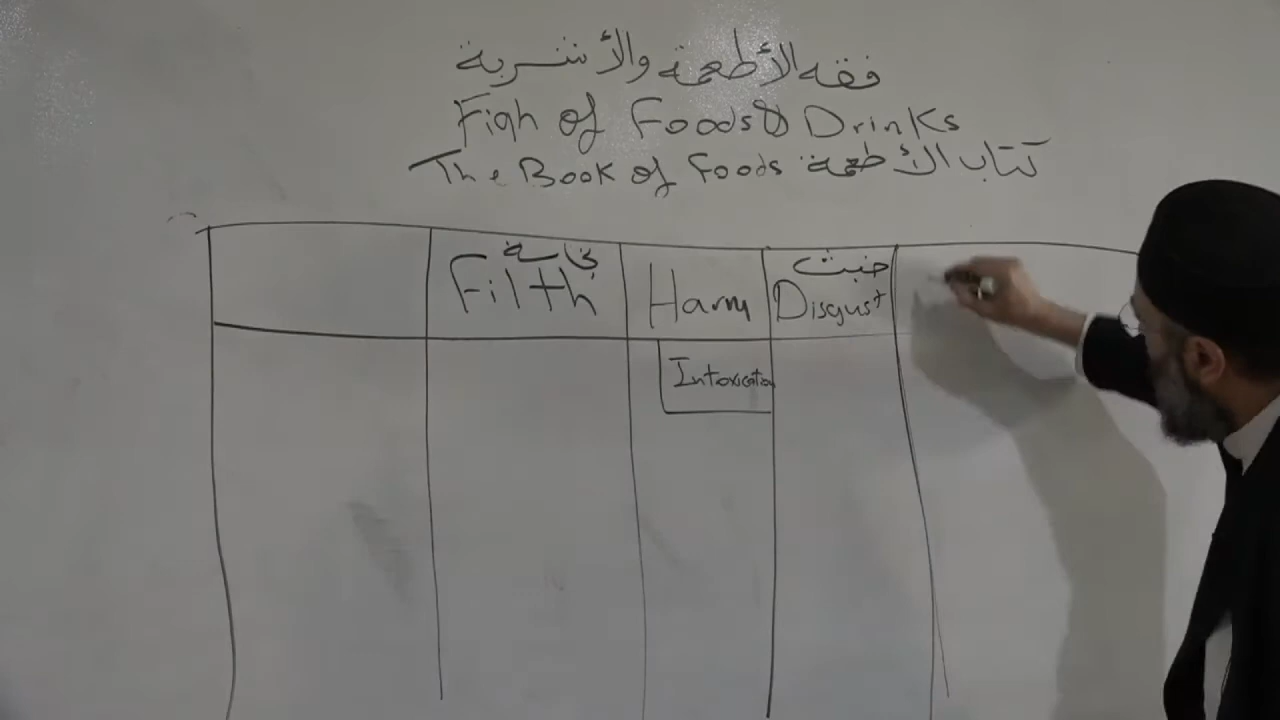 فقه الأطعمة والأشربة
Fiqh of Foods & Drinks
The Book of Foods كتاب الأطعمة
نجاسة
Filth
Harm
خبث
Disgust
Intoxication